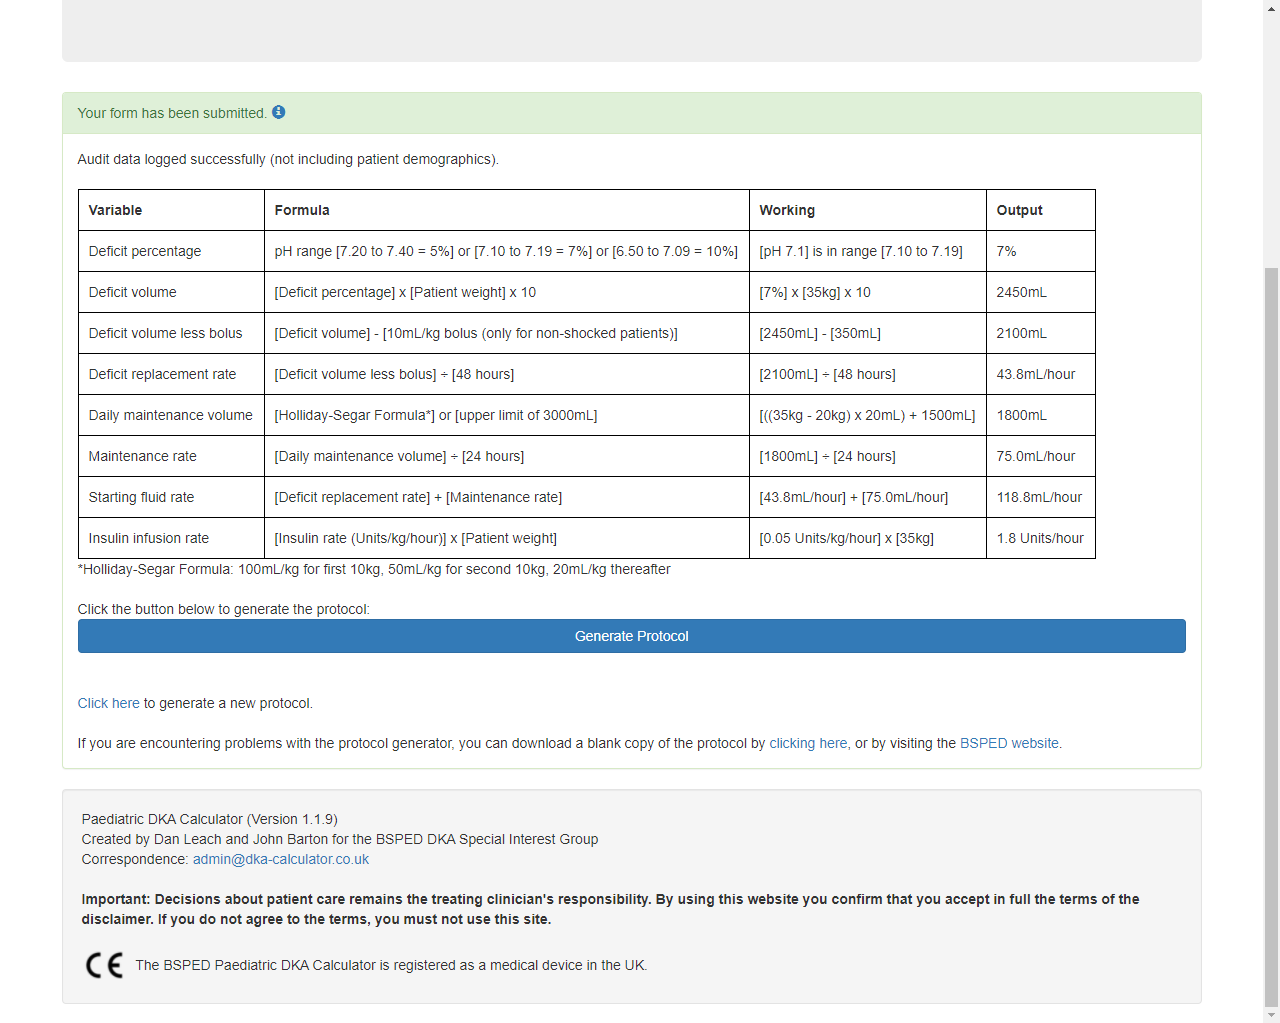 Your form has been submitted.
Audit data logged successfully (not including patient demographics).
Variable Formula Working Output
Deficit percentage pH range [7.20 to 7.40 = 5%] or [7.10 to 7.19 = 7%] or [6.50 to 7.09 = 10%] [pH 7.1] is in range [7.10 to 7.19] 7%
Deficit volume [Deficit percentage] x [Patient weight] x 10 [7%] x [35kg] x 10 2450mL
Deficit volume less bolus [Deficit volume] - [10mL/kg bolus (only for non-shocked patients)] [2450mL] - [350mL] 2100mL
Deficit replacement rate [Deficit volume less bolus] ÷ [48 hours] [2100mL] ÷ [48 hours] 43.8mL/hour
Daily maintenance volume [Holliday-Segar Formula*] or [upper limit of 3000mL] [((35kg - 20kg) x 20mL) + 1500mL] 1800mL
Maintenance rate [Daily maintenance volume] ÷ [24 hours] [1800mL] ÷ [24 hours] 75.0mL/hour
Starting fluid rate [Deficit replacement rate] + [Maintenance rate] [43.8mL/hour] + [75.0mL/hour] 118.8mL/hour
Insulin infusion rate [Insulin rate (Units/kg/hour)] x [Patient weight] [0.05 Units/kg/hour] x [35kg] 1.8 Units/hour
*Holliday-Segar Formula: 100mL/kg for first 10kg, 50mL/kg for second 10kg, 20mL/kg thereafter
Click the button below to generate the protocol:
Generate Protocol
Click here to generate a new protocol.
If you are encountering problems with the protocol generator, you can download a blank copy of the protocol by clicking here, or by visiting the BSPED website.
Paediatric DKA Calculator (Version 1.1.9)
Created by Dan Leach and John Barton for the BSPED DKA Special Interest Group
Correspondence: admin@dka-calculator.co.uk
Important: Decisions about patient care remains the treating clinician's responsibility. By using this website you confirm that you accept in full the terms of the
disclaimer. If you do not agree to the terms, you must not use this site.
CE The BSPED Paediatric DKA Calculator is registered as a medical device in the UK.